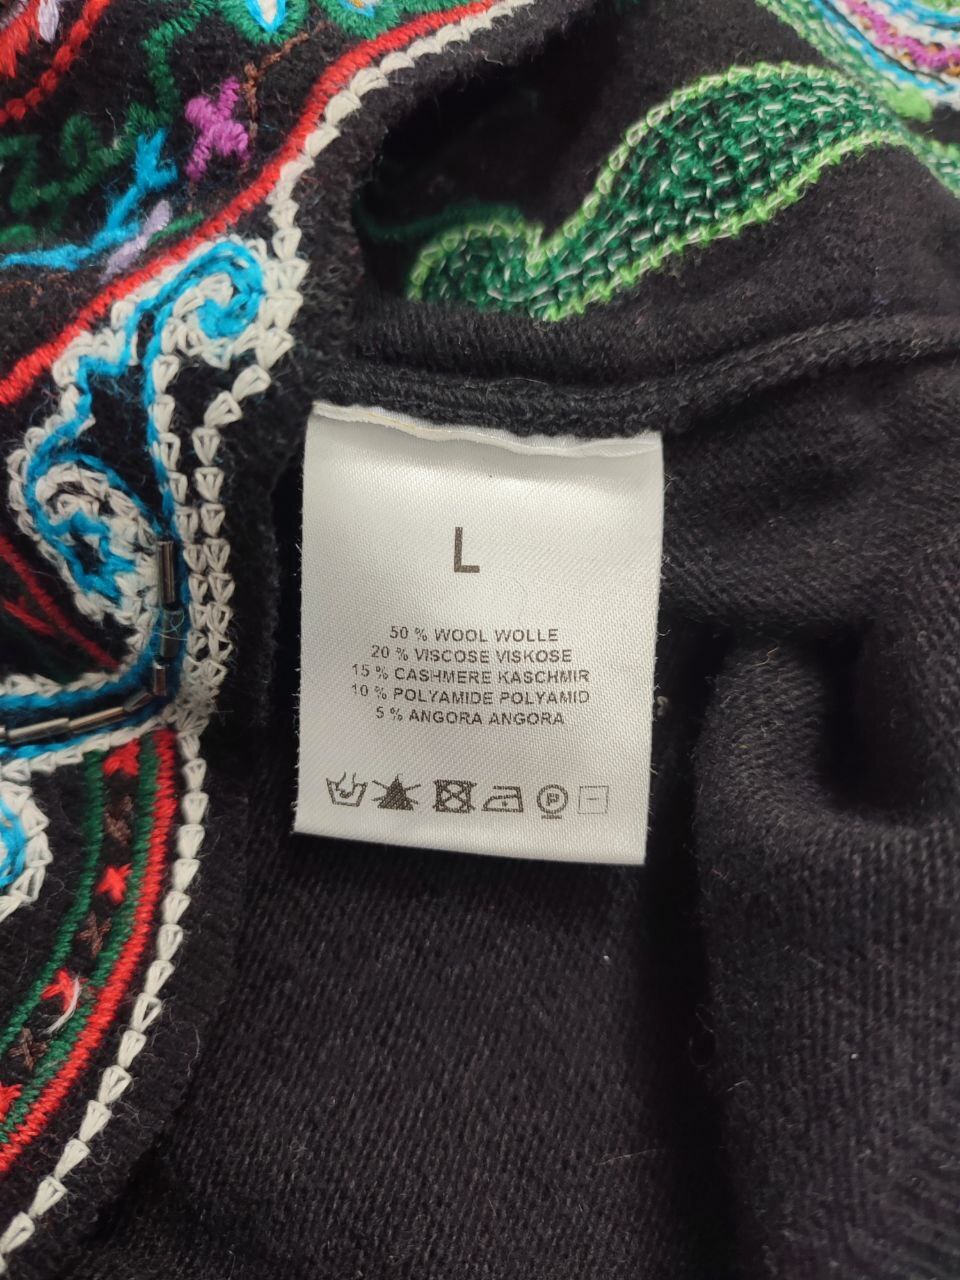 L
50 % WOOL WOLLE
20 % VISCOSE VISKOSE
15 % CASHMERE KASCHMIR
10 % POLYAMIDE POLYAMID
5 % ANGORA ANGORA
P